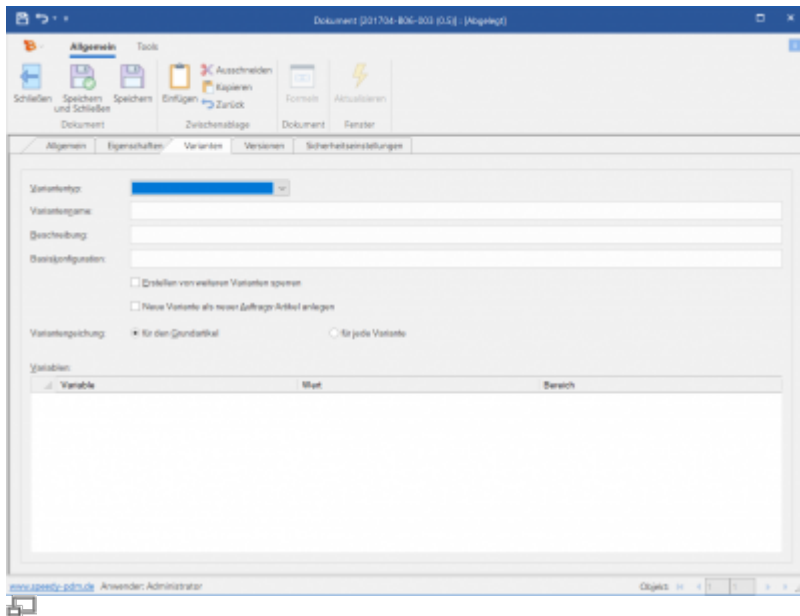 Dokument [201704-B06-003 (0.5)] : (Abgelegt)
Allgemein Tools
Schließen Speichern und Schließen Speichern Einfügen Ausschneiden Kopieren Zurück Formeln Aktualisieren
Dokument Zwischenablage Dokument Fenster
Allgemein Eigenschaften Varianten Versionen Sicherheitseinstellungen
Variantentyp:
Variantenname:
Beschreibung:
Basiskonfiguration:
Erstellen von weiteren Varianten sperren
Neue Variante als neuer Auftrags-Artikel anlegen
Variantenzeichung: für den Grundartikel für jede Variante
Variablen:
Variable Wert Bereich
www.speedy-pdm.de Anwender: Administrator Objekt: